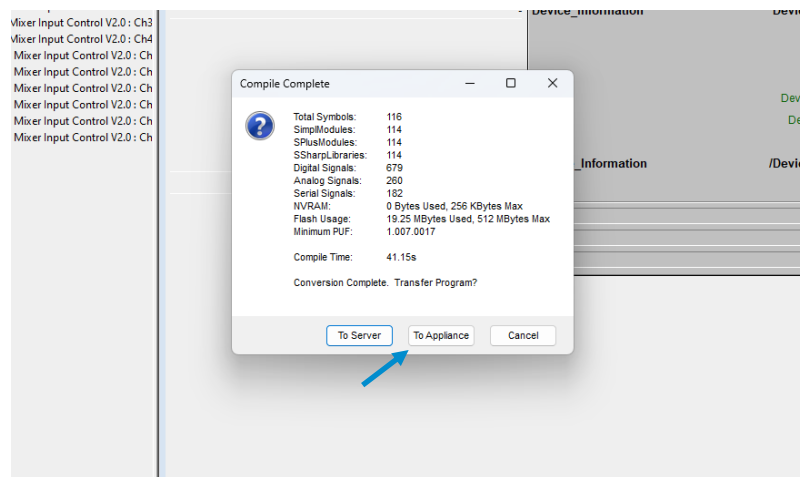 Mixer Input Control V2.0 : Ch3
Mixer Input Control V2.0 : Ch4
Mixer Input Control V2.0 : Ch
Mixer Input Control V2.0 : Ch
Mixer Input Control V2.0 : Ch
Mixer Input Control V2.0 : Ch
Mixer Input Control V2.0 : Ch
Mixer Input Control V2.0 : Ch
Device_Information
Devi
Compile Complete
Total Symbols: 116
SimplModules: 114
SPlusModules: 114
SSharpLibraries: 114
Digital Signals: 679
Analog Signals: 260
Serial Signals: 182
NVRAM: 0 Bytes Used, 256 KBytes Max
Flash Usage: 19.25 MBytes Used, 512 MBytes Max
Minimum PUF: 1.007.0017
Compile Time: 41.15s
Conversion Complete. Transfer Program?
To Server
To Appliance
Cancel
Dev
De
_Information
/Devi